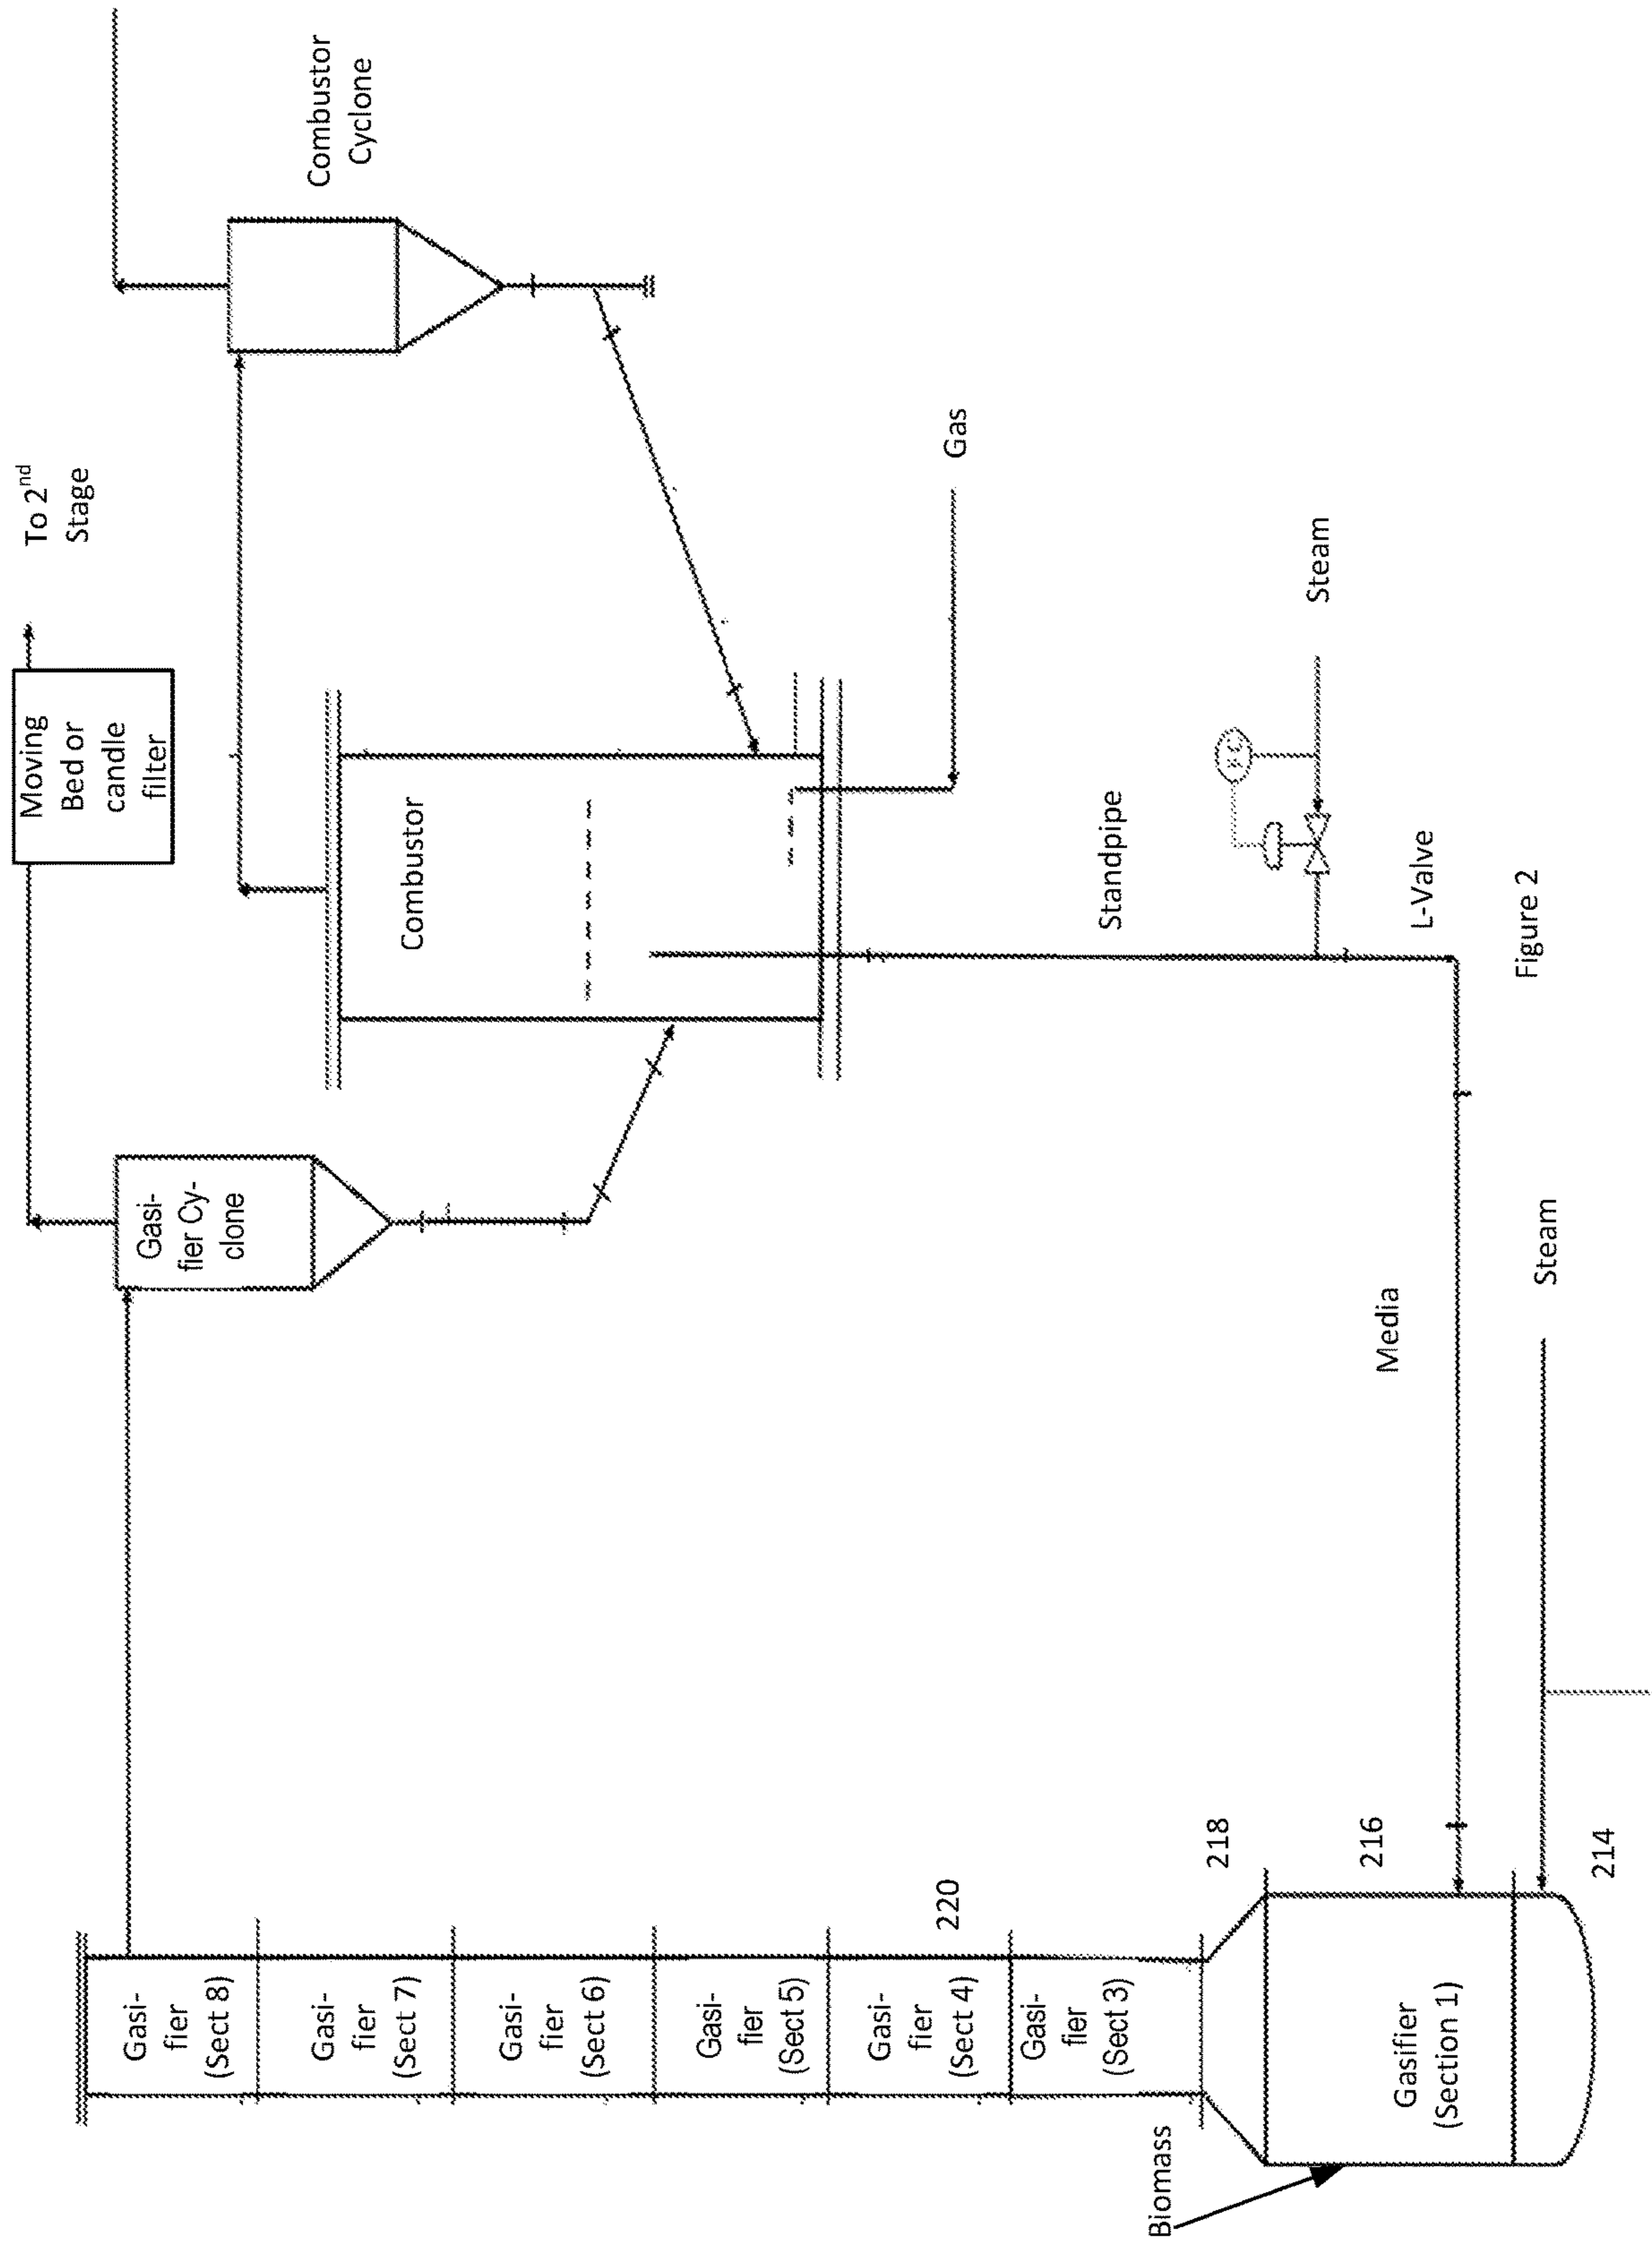 To 2nd
Stage
Moving
Bed or
candle
filter
Combustor
Cyclone
Gasi-
fier Cy-
clone
Combustor
Gas
Gasi-
fier
(Sect 8)
Gasi-
fier
(Sect 7)
Gasi-
fier
(Sect 6)
Gasi-
fier
(Sect 5)
Gasi-
fier
(Sect 4)
Gasi-
fier
(Sect 3)
220
Standpipe
Steam
L-Valve
Media
218
216
Biomass
Gasifier
(Section 1)
Steam
214
Figure 2